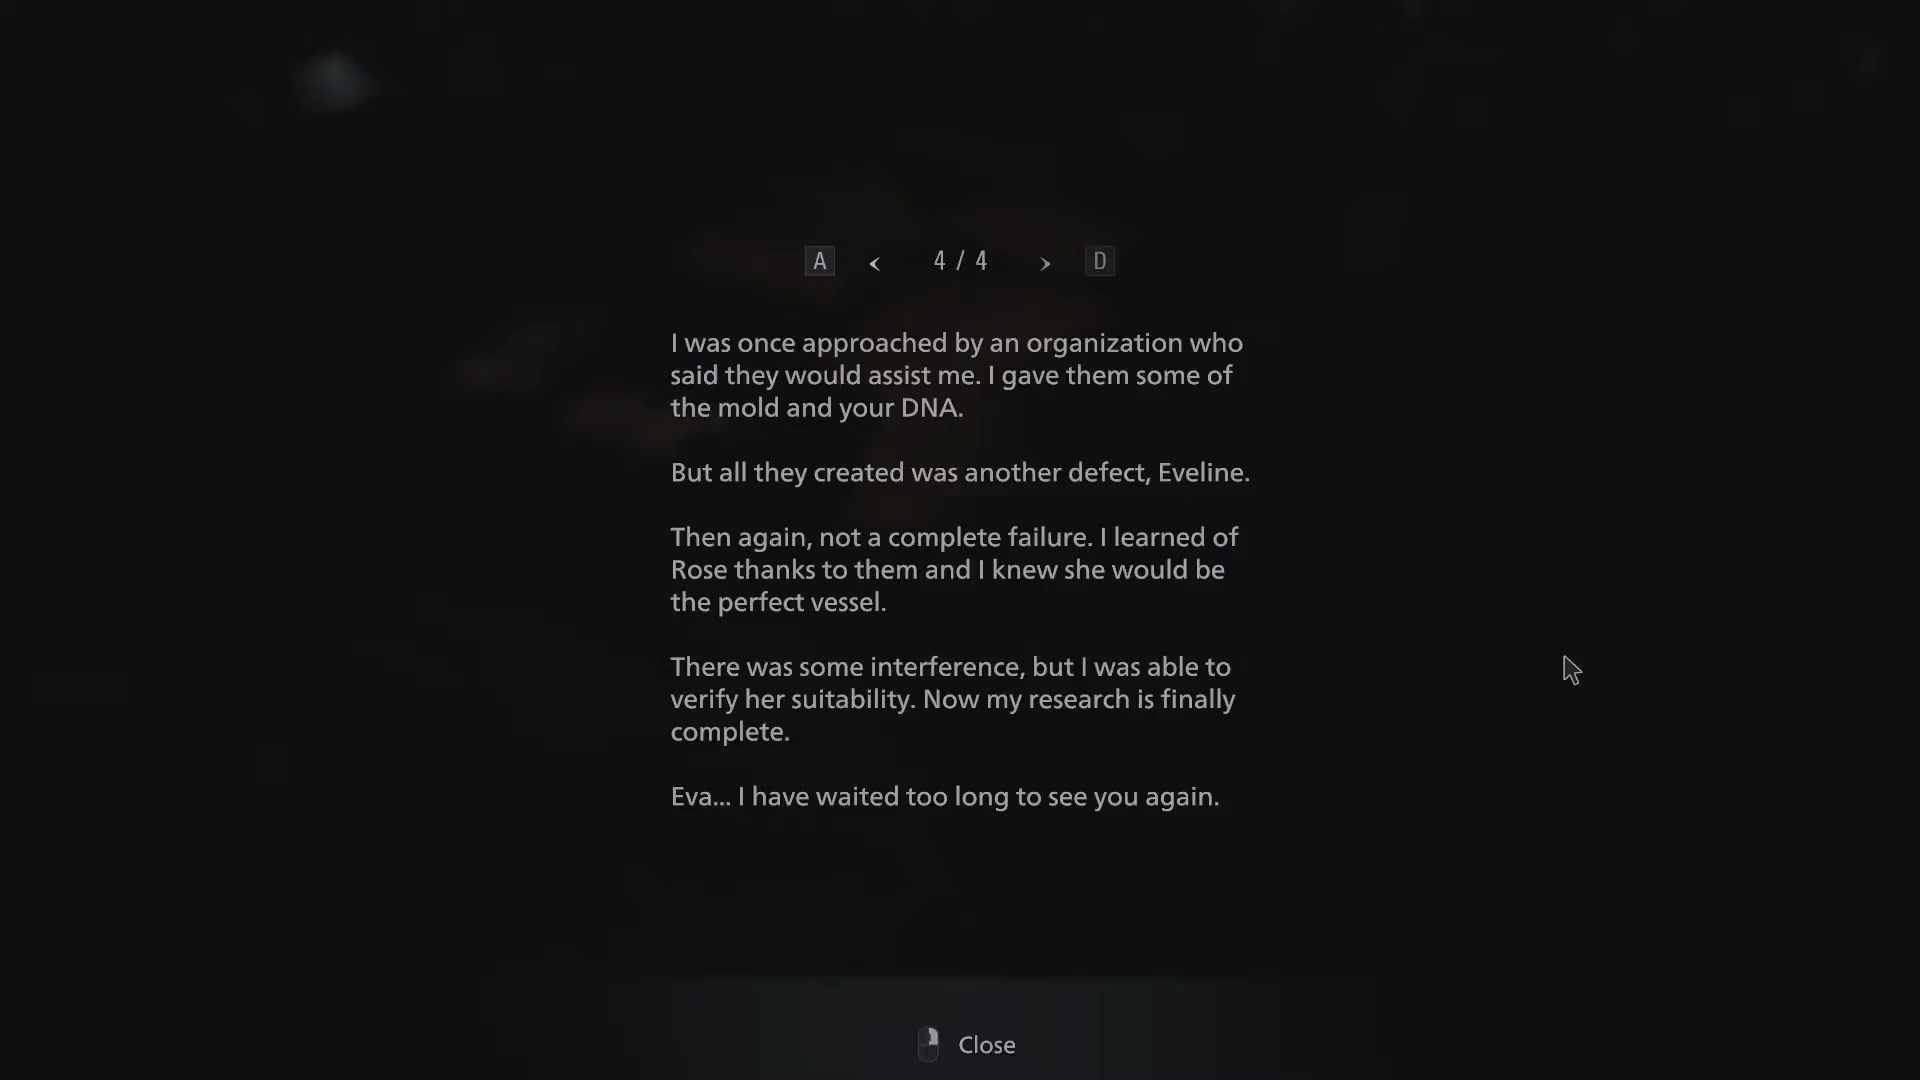 A < 4 / 4 > D
I was once approached by an organization who
said they would assist me. I gave them some of
the mold and your DNA.
But all they created was another defect, Eveline.
Then again, not a complete failure. I learned of
Rose thanks to them and I knew she would be
the perfect vessel.
There was some interference, but I was able to
verify her suitability. Now my research is finally
complete.
Eva... I have waited too long to see you again.
Close